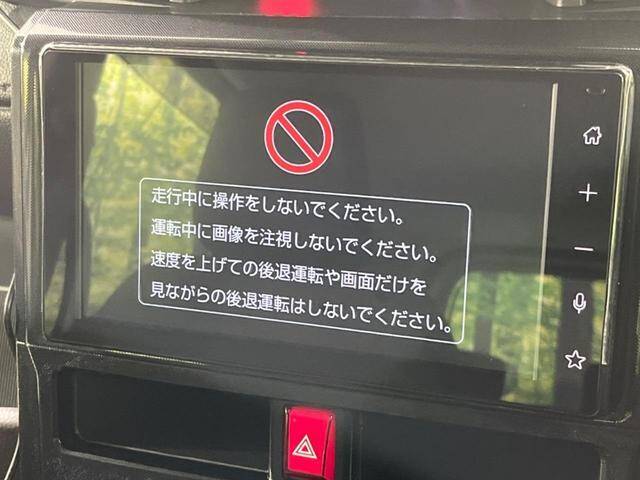 走行中に操作をしないでください。
運転中に画像を注視しないでください。
速度を上げての後退運転や画面だけを
見ながらの後退運転はしないでください。